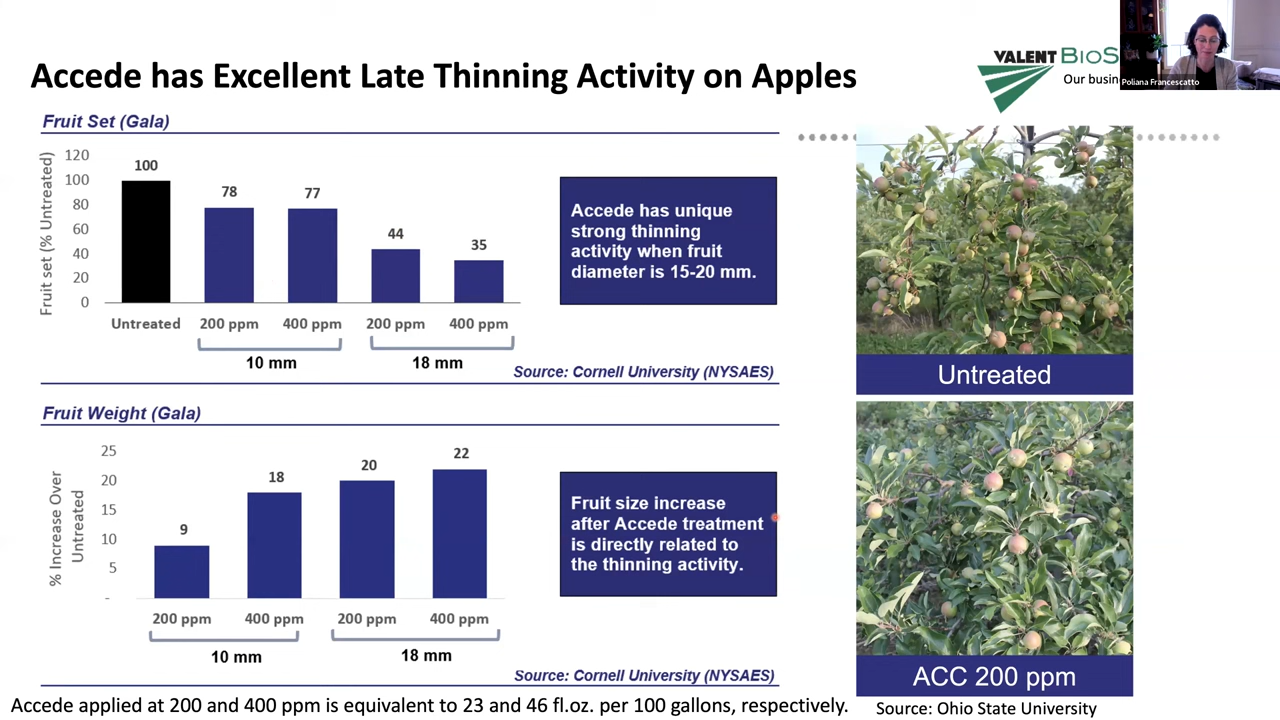 Accede has Excellent Late Thinning Activity on Apples
VALENT BIOS
Our busin
Poliana Francescatto
Fruit Set (Gala)
Fruit set (% Untreated)
120
100
80
60
40
20
0
100
78
77
44
35
Untreated
200 ppm
400 ppm
200 ppm
400 ppm
10 mm
18 mm
Source: Cornell University (NYSAES)
Accede has unique
strong thinning
activity when fruit
diameter is 15-20 mm.
Fruit Weight (Gala)
% Increase Over
Untreated
25
20
15
10
5
-
9
18
20
22
200 ppm
400 ppm
200 ppm
400 ppm
10 mm
18 mm
Source: Cornell University (NYSAES)
Fruit size increase
after Accede treatment
is directly related to
the thinning activity.
Untreated
ACC 200 ppm
Accede applied at 200 and 400 ppm is equivalent to 23 and 46 fl.oz. per 100 gallons, respectively.
Source: Ohio State University